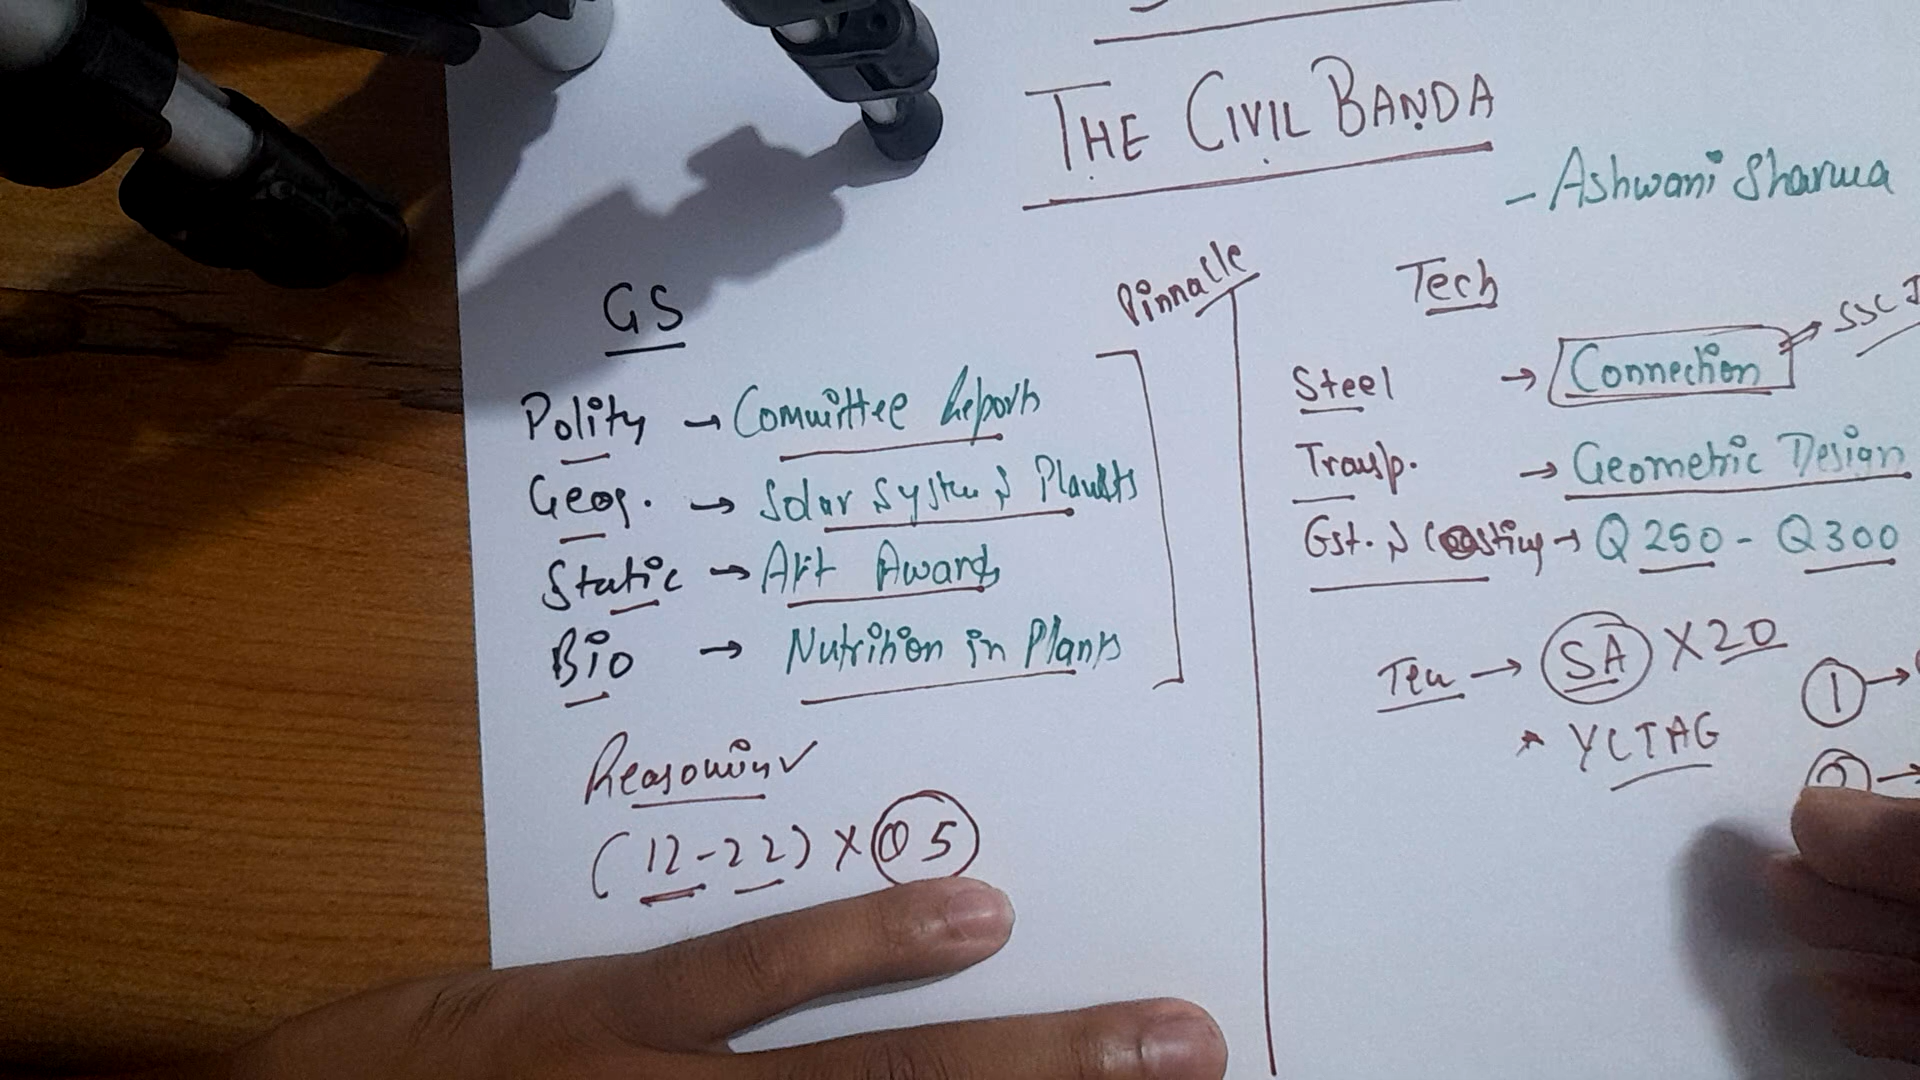 THE CIVIL BANDA
- Ashwani Sharma
GS
Pinnacle
Polity → Committee Reports
Geog. → Solar System & Planets
Static → Art Awards
Bio → Nutrition in Plants
Reasoning
(12-22) x 05
Tech
Steel → Connection → SSC J
Transp. → Geometric Design
Est. & Costing → Q 250 - Q 300
→ SA x 20
* YCTAG
1 →
2 →